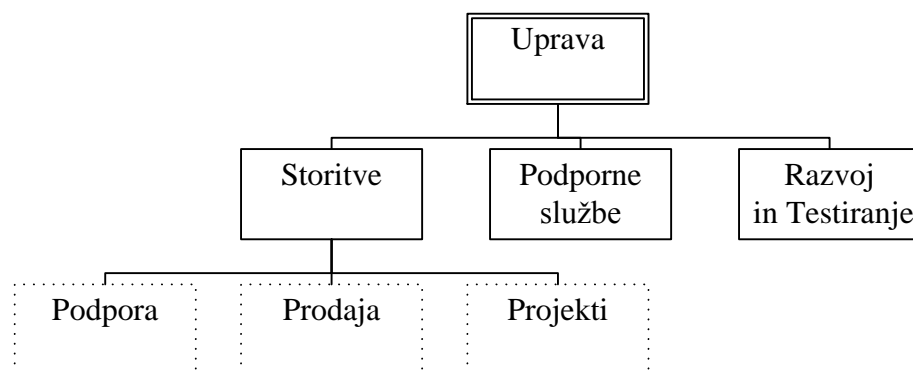 Uprava
Storitve
Podporne
službe
Razvoj
in Testiranje
Podpora
Prodaja
Projekti